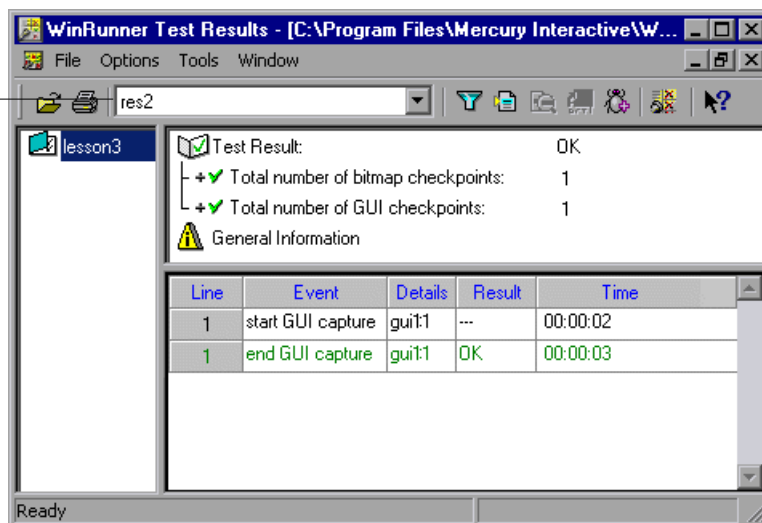 WinRunner Test Results - [C:\Program Files\Mercury Interactive\W...
File Options Tools Window
res2
lesson3
Test Result: OK
Total number of bitmap checkpoints: 1
Total number of GUI checkpoints: 1
General Information
Line Event Details Result Time
1 start GUI capture gui1:1 --- 00:00:02
1 end GUI capture gui1:1 OK 00:00:03
Ready